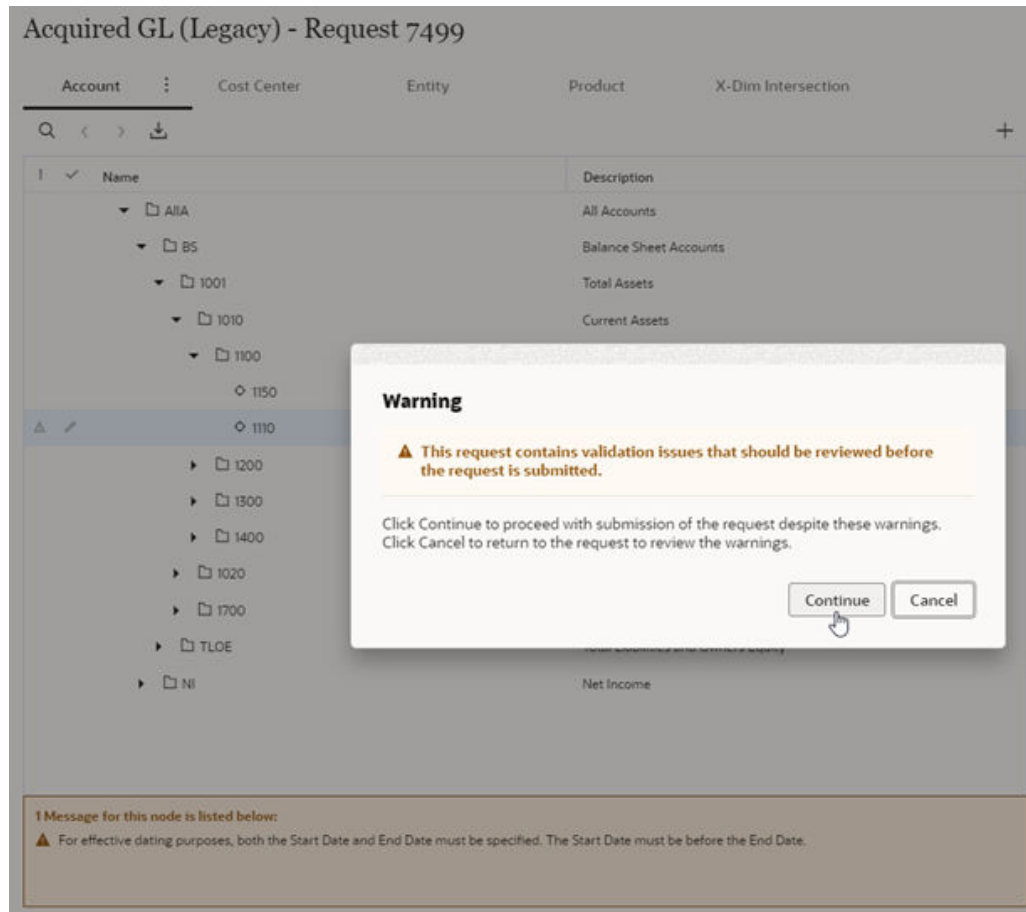 Acquired GL (Legacy) - Request 7499
Account Cost Center Entity Product X-Dim Intersection
Name Description
AllA All Accounts
BS Balance Sheet Accounts
1001 Total Assets
1010 Current Assets
1100
1150
1110
1200
1300
1400
1020
1700
TLOE Total Liabilities and Owners Equity
NI Net Income
Warning
This request contains validation issues that should be reviewed before
the request is submitted.
Click Continue to proceed with submission of the request despite these warnings.
Click Cancel to return to the request to review the warnings.
Continue Cancel
1 Message for this node is listed below:
For effective dating purposes, both the Start Date and End Date must be specified. The Start Date must be before the End Date.